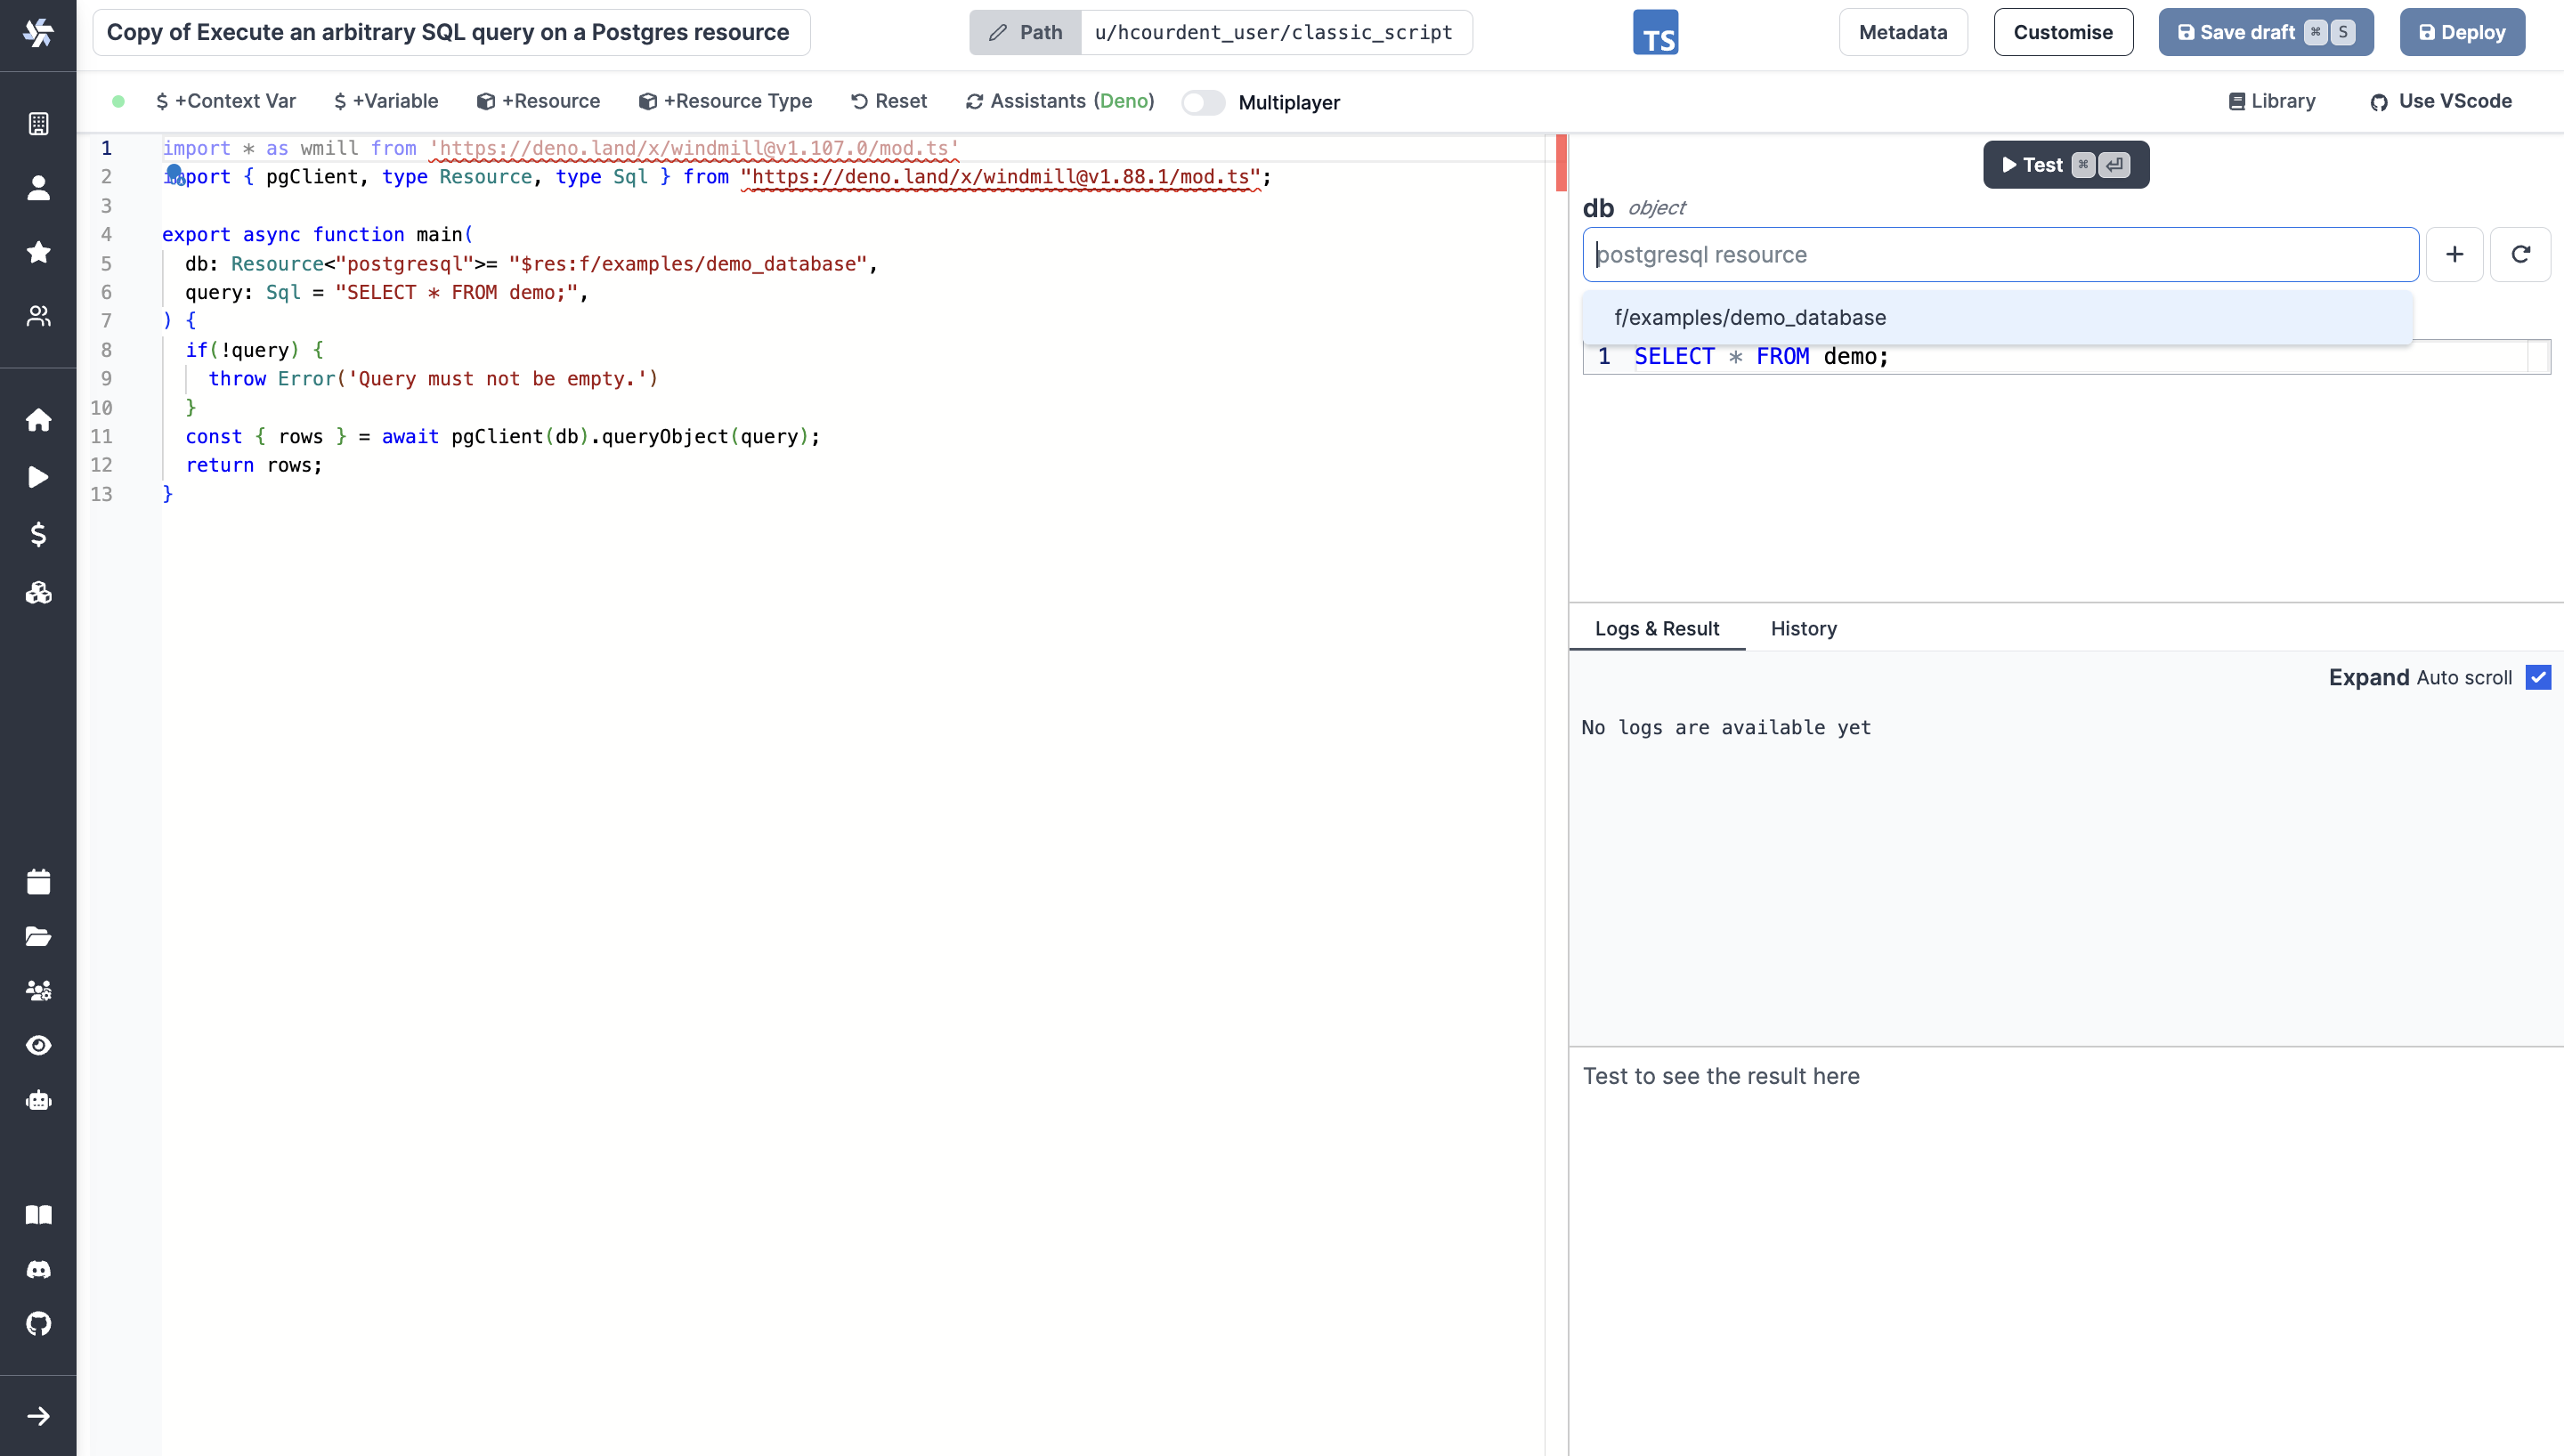 Copy of Execute an arbitrary SQL query on a Postgres resource
Path u/hcourdent_user/classic_script
TS
Metadata
Customise
Save draft ⌘ S
Deploy
$ +Context Var
$ +Variable
+Resource
+Resource Type
Reset
Assistants (Deno)
Multiplayer
Library
Use VScode
1 import * as wmill from 'https://deno.land/x/windmill@v1.107.0/mod.ts'
2 import { pgClient, type Resource, type Sql } from "https://deno.land/x/windmill@v1.88.1/mod.ts";
3
4 export async function main(
5 db: Resource<"postgresql">= "$res:f/examples/demo_database",
6 query: Sql = "SELECT * FROM demo;",
7 ) {
8 if(!query) {
9 throw Error('Query must not be empty.')
10 }
11 const { rows } = await pgClient(db).queryObject(query);
12 return rows;
13 }
Test ⌘ ⏎
db object
postgresql resource
f/examples/demo_database
1 SELECT * FROM demo;
Logs & Result
History
Expand Auto scroll
No logs are available yet
Test to see the result here